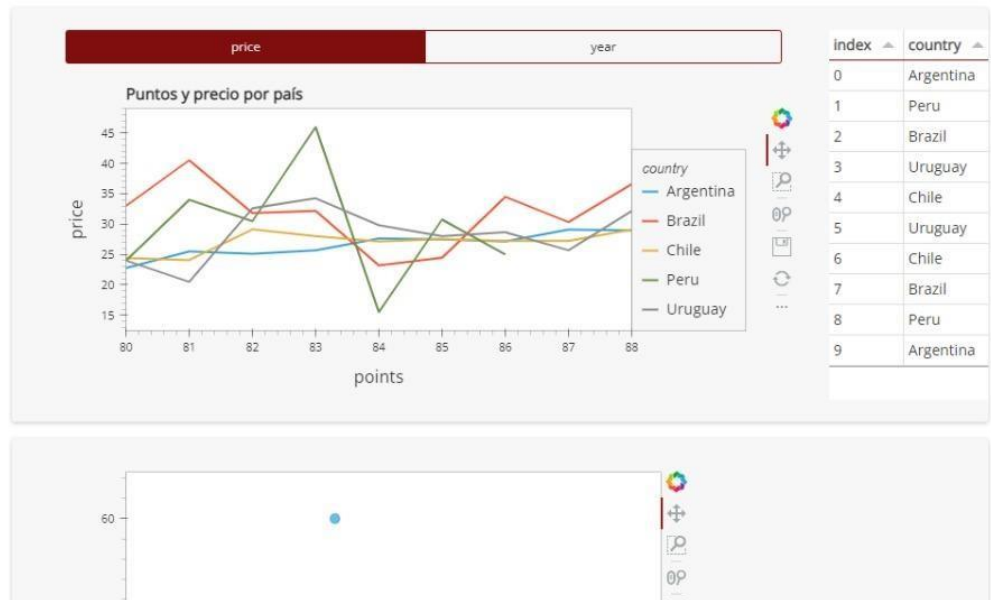 price year
Puntos y precio por país
price
45
40
35
30
25
20
15
80 81 82 83 84 85 86 87 88
points
country
Argentina
Brazil
Chile
Peru
Uruguay
index country
0 Argentina
1 Peru
2 Brazil
3 Uruguay
4 Chile
5 Uruguay
6 Chile
7 Brazil
8 Peru
9 Argentina
60